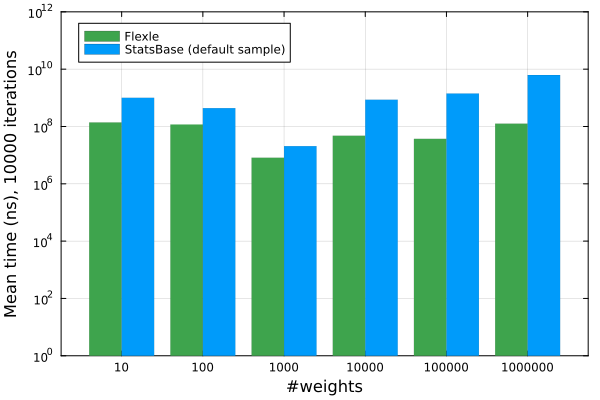 10^12
10^10
10^8
10^6
10^4
10^2
10^0
Mean time (ns), 10000 iterations
Flexle
StatsBase (default sample)
10 100 1000 10000 100000 1000000
#weights